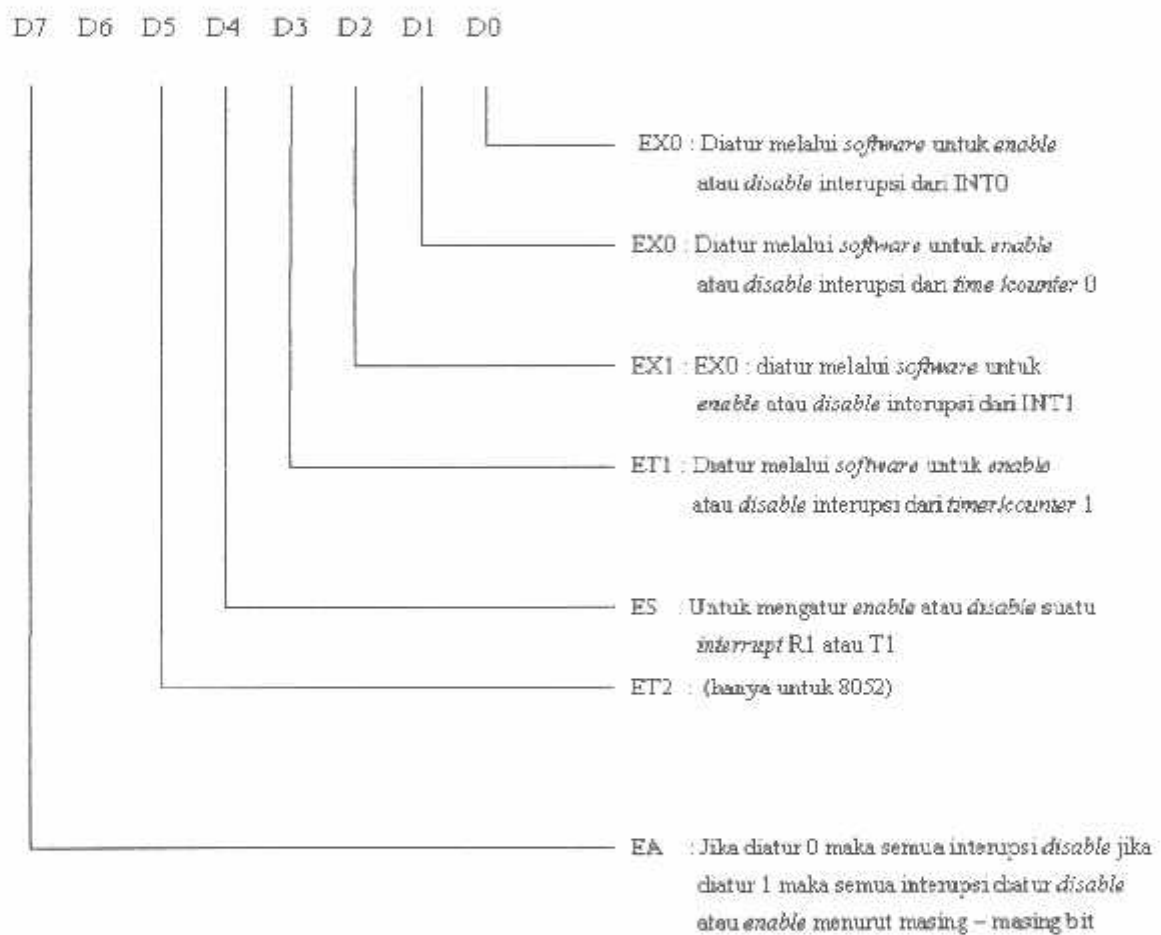 D7 D6 D5 D4 D3 D2 D1 D0
EX0 : Diatur melalui software untuk enable
atau disable interupsi dari INT0
EX0 : Diatur melalui software untuk enable
atau disable interupsi dari time /counter 0
EX1 : EX0 : diatur melalui software untuk
enable atau disable interupsi dari INT1
ET1 : Diatur melalui software untuk enable
atau disable interupsi dari timer/counter 1
ES : Untuk mengatur enable atau disable suatu
interrupt R1 atau T1
ET2 : (hanya untuk 8052)
EA : Jika diatur 0 maka semua interupsi disable jika
diatur 1 maka semua interupsi diatur disable
atau enable menurut masing – masing bit